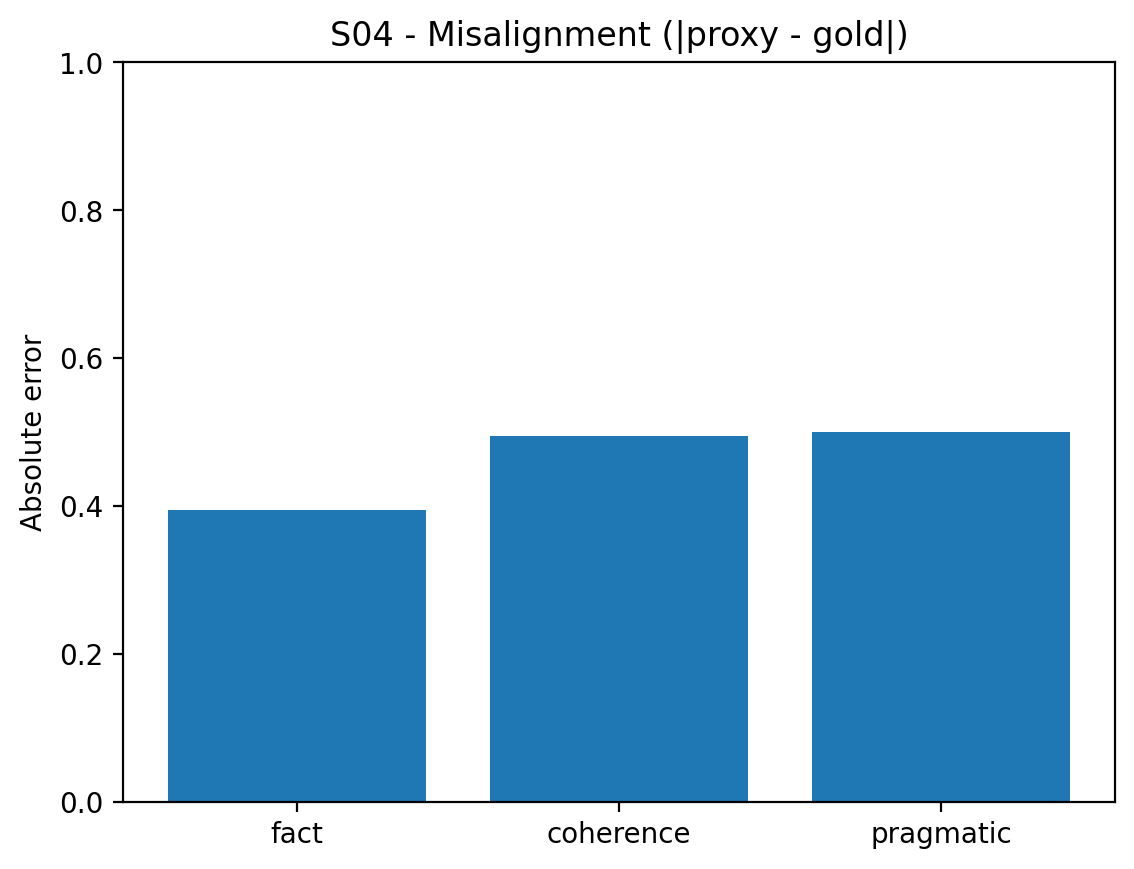 S04 - Misalignment (|proxy - gold|)
1.0
0.8
0.6
0.4
0.2
0.0
Absolute error
fact coherence pragmatic